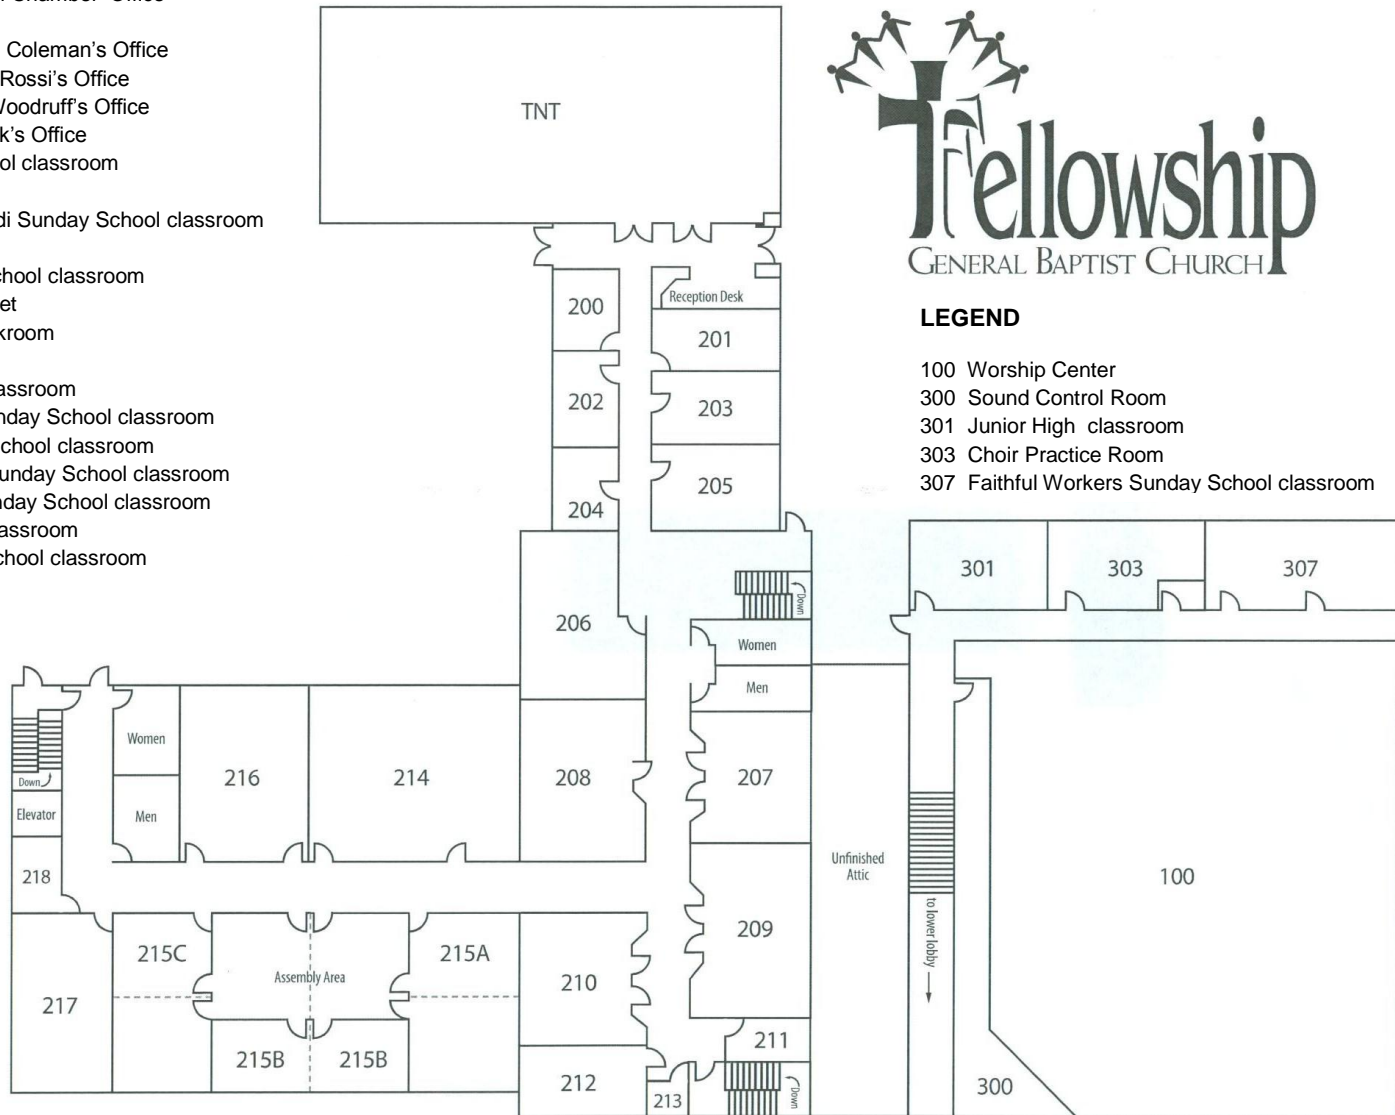 Chamber Office
Coleman's Office
Rossi's Office
Woodruff's Office
k's Office
ol classroom
di Sunday School classroom
chool classroom
et
kroom
assroom
nday School classroom
chool classroom
unday School classroom
nday School classroom
assroom
chool classroom
Fellowship
GENERAL BAPTIST CHURCH
LEGEND
100 Worship Center
300 Sound Control Room
301 Junior High classroom
303 Choir Practice Room
307 Faithful Workers Sunday School classroom
TNT
Reception Desk
200
201
202
203
204
205
206
Down
Women
Men
301
303
307
Women
Men
216
214
208
207
Down
Elevator
218
Unfinished
Attic
to lower lobby
100
217
215C
Assembly Area
215A
210
209
215B
215B
211
212
213
Down
300